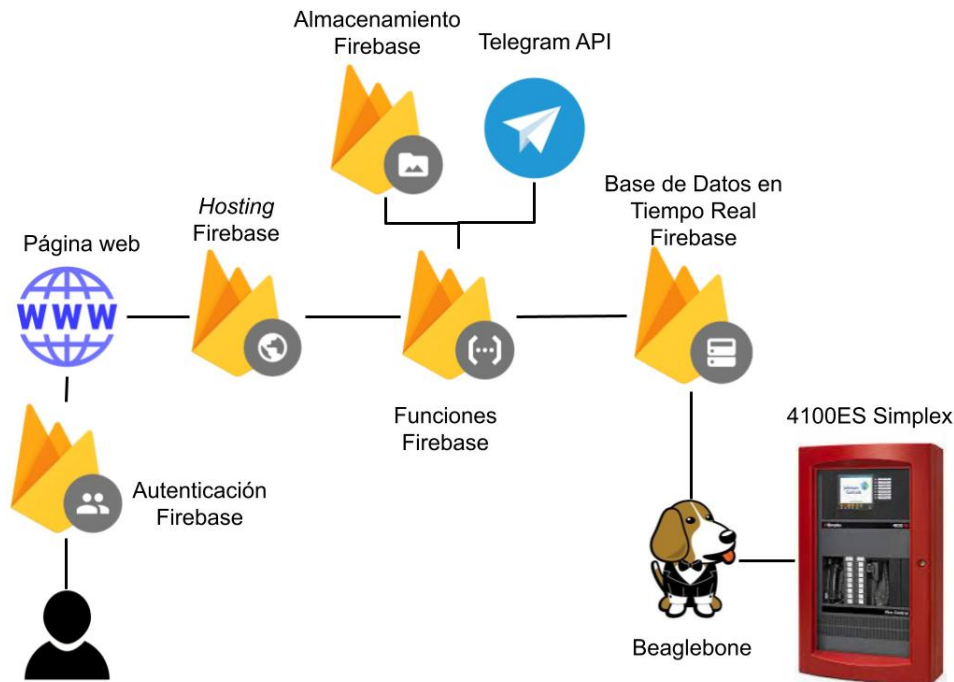 Almacenamiento
Firebase
Telegram API
Hosting
Firebase
Base de Datos en
Tiempo Real
Firebase
Página web
WWW
Funciones
Firebase
4100ES Simplex
Autenticación
Firebase
Beaglebone